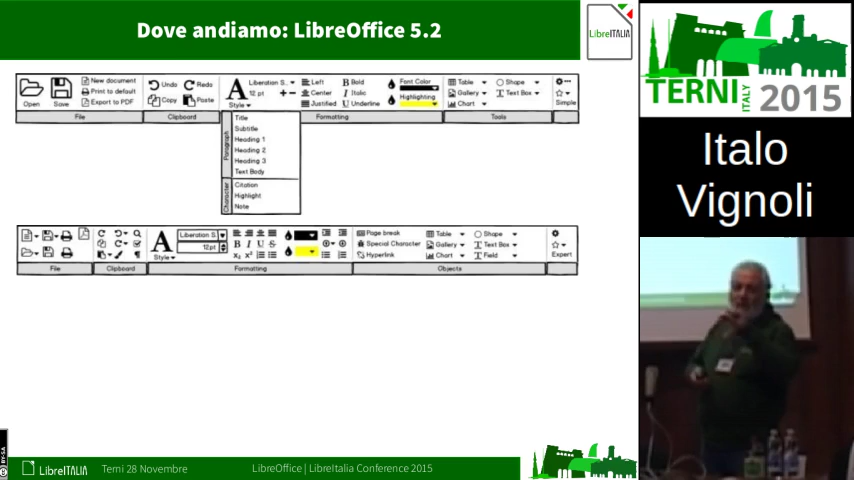 Dove andiamo: LibreOffice 5.2
LibreITALIA
TERNI
ITALY
2015
Italo
Vignoli
Open
Save
New document
Print to default
Export to PDF
File
Undo
Redo
Copy
Paste
Clipboard
Style
Liberation S.
12 pt
Left
Center
Justified
Bold
Italic
Underline
Font Color
Highlighting
Formatting
Table
Gallery
Chart
Shape
Text Box
Tools
Simple
Paragraph
Title
Subtitle
Heading 1
Heading 2
Heading 3
Text Body
Character
Citation
Highlight
Note
File
Clipboard
Style
Liberation S
12pt
B I U S
Formatting
Page break
Special Character
Hyperlink
Table
Gallery
Chart
Shape
Text Box
Field
Objects
Expert
BY-SA
LibreITALIA
Terni 28 Novembre
LibreOffice | LibreItalia Conference 2015